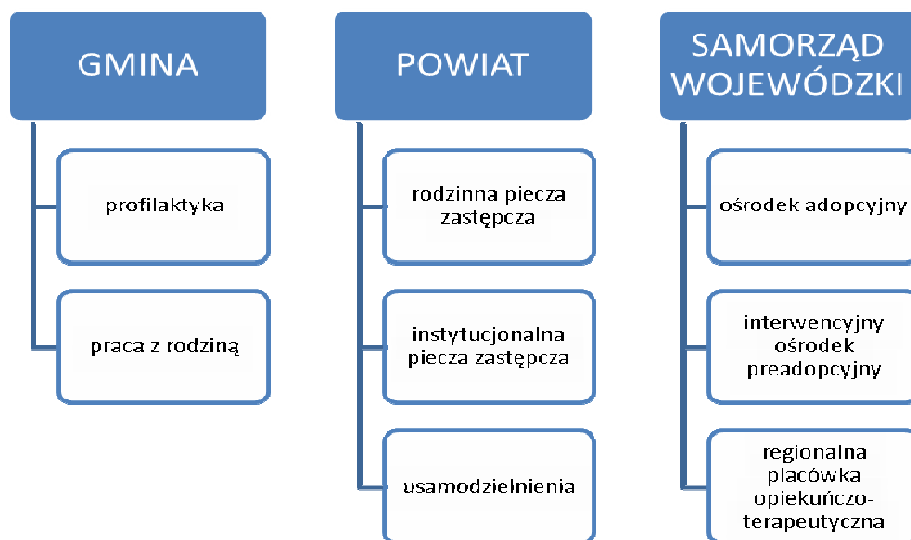 GMINA
profilaktyka
praca z rodziną
POWIAT
rodzinna piecza
zastępcza
instytucjonalna
piecza zastępcza
usamodzielnienia
SAMORZĄD
WOJEWÓDZKI
ośrodek adopcyjny
interwencyjny
ośrodek
preadopcyjny
regionalna
placówka
opiekuńczo-
terapeutyczna